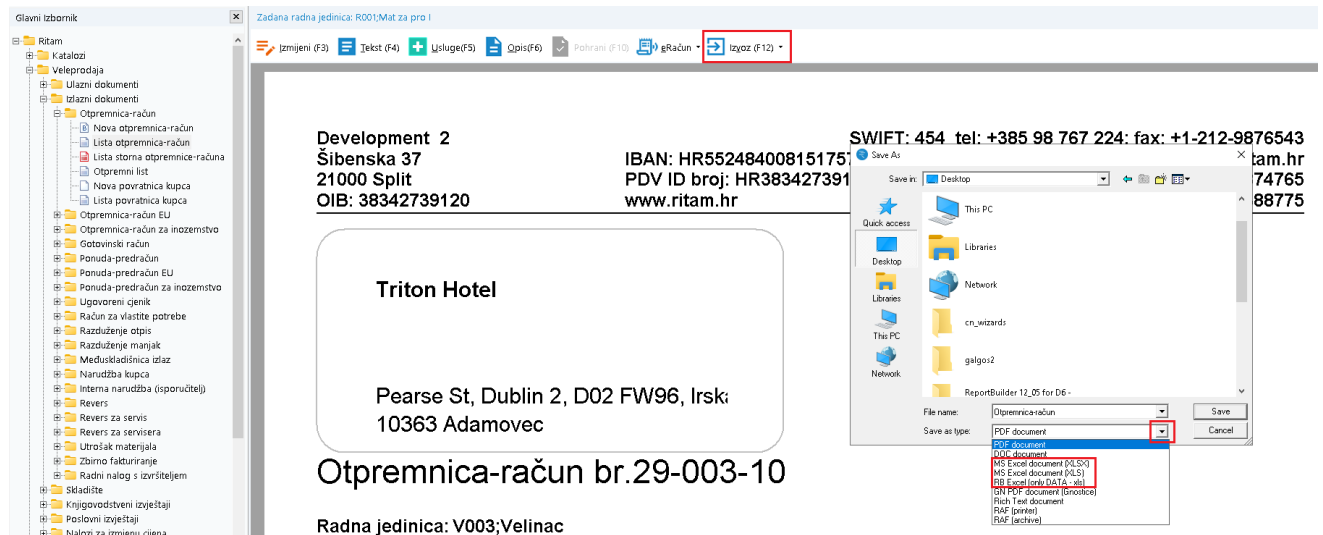 Glavni Izbornik
Zadana radna jedinica: R001;Mat za pro I
Izmijeni (F3) Tekst (F4) Usluge(F5) Opis(F6) Pohrani (F10) eRačun Izvoz (F12)
Ritam
Katalozi
Veleprodaja
Ulazni dokumenti
Izlazni dokumenti
Otpremnica-račun
Nova otpremnica-račun
Lista otpremnica-račun
Lista storna otpremnice-računa
Otpremni list
Nova povratnica kupca
Lista povratnica kupca
Otpremnica-račun EU
Otpremnica-račun za inozemstvo
Gotovinski račun
Ponuda-predračun
Ponuda-predračun EU
Ponuda-predračun za inozemstvo
Ugovoreni cjenik
Račun za vlastite potrebe
Razduženje otpis
Razduženje manjak
Međuskladišnica izlaz
Narudžba kupca
Interna narudžba (isporučitelj)
Revers
Revers za servis
Revers za servisera
Utrošak materijala
Zbirno fakturiranje
Radni nalog s izvršiteljem
Skladište
Knjigovodstveni izvještaji
Poslovni izvještaji
Nalozi za izmjenu cijena
Development 2
Šibenska 37
21000 Split
OIB: 38342739120
IBAN: HR552484008151757
PDV ID broj: HR383427391
www.ritam.hr
SWIFT: 454 tel: +385 98 767 224: fax: +1-212-9876543
tam.hr
74765
88775
Triton Hotel
Pearse St, Dublin 2, D02 FW96, Irska
10363 Adamovec
Otpremnica-račun br.29-003-10
Radna jedinica: V003;Velinac
Save As
Save in: Desktop
Quick access
Desktop
Libraries
This PC
Network
This PC
Libraries
Network
cn_wizards
galgos2
ReportBuilder 12_05 for D6 -
File name: Otpremnica-račun Save
Save as type: PDF document Cancel
PDF document
DOC document
MS Excel document (XLSX)
MS Excel document (XLS)
RB Excel (only DATA - xls)
GN PDF document (Gnostice)
Rich Text document
RAF (printer)
RAF (archive)